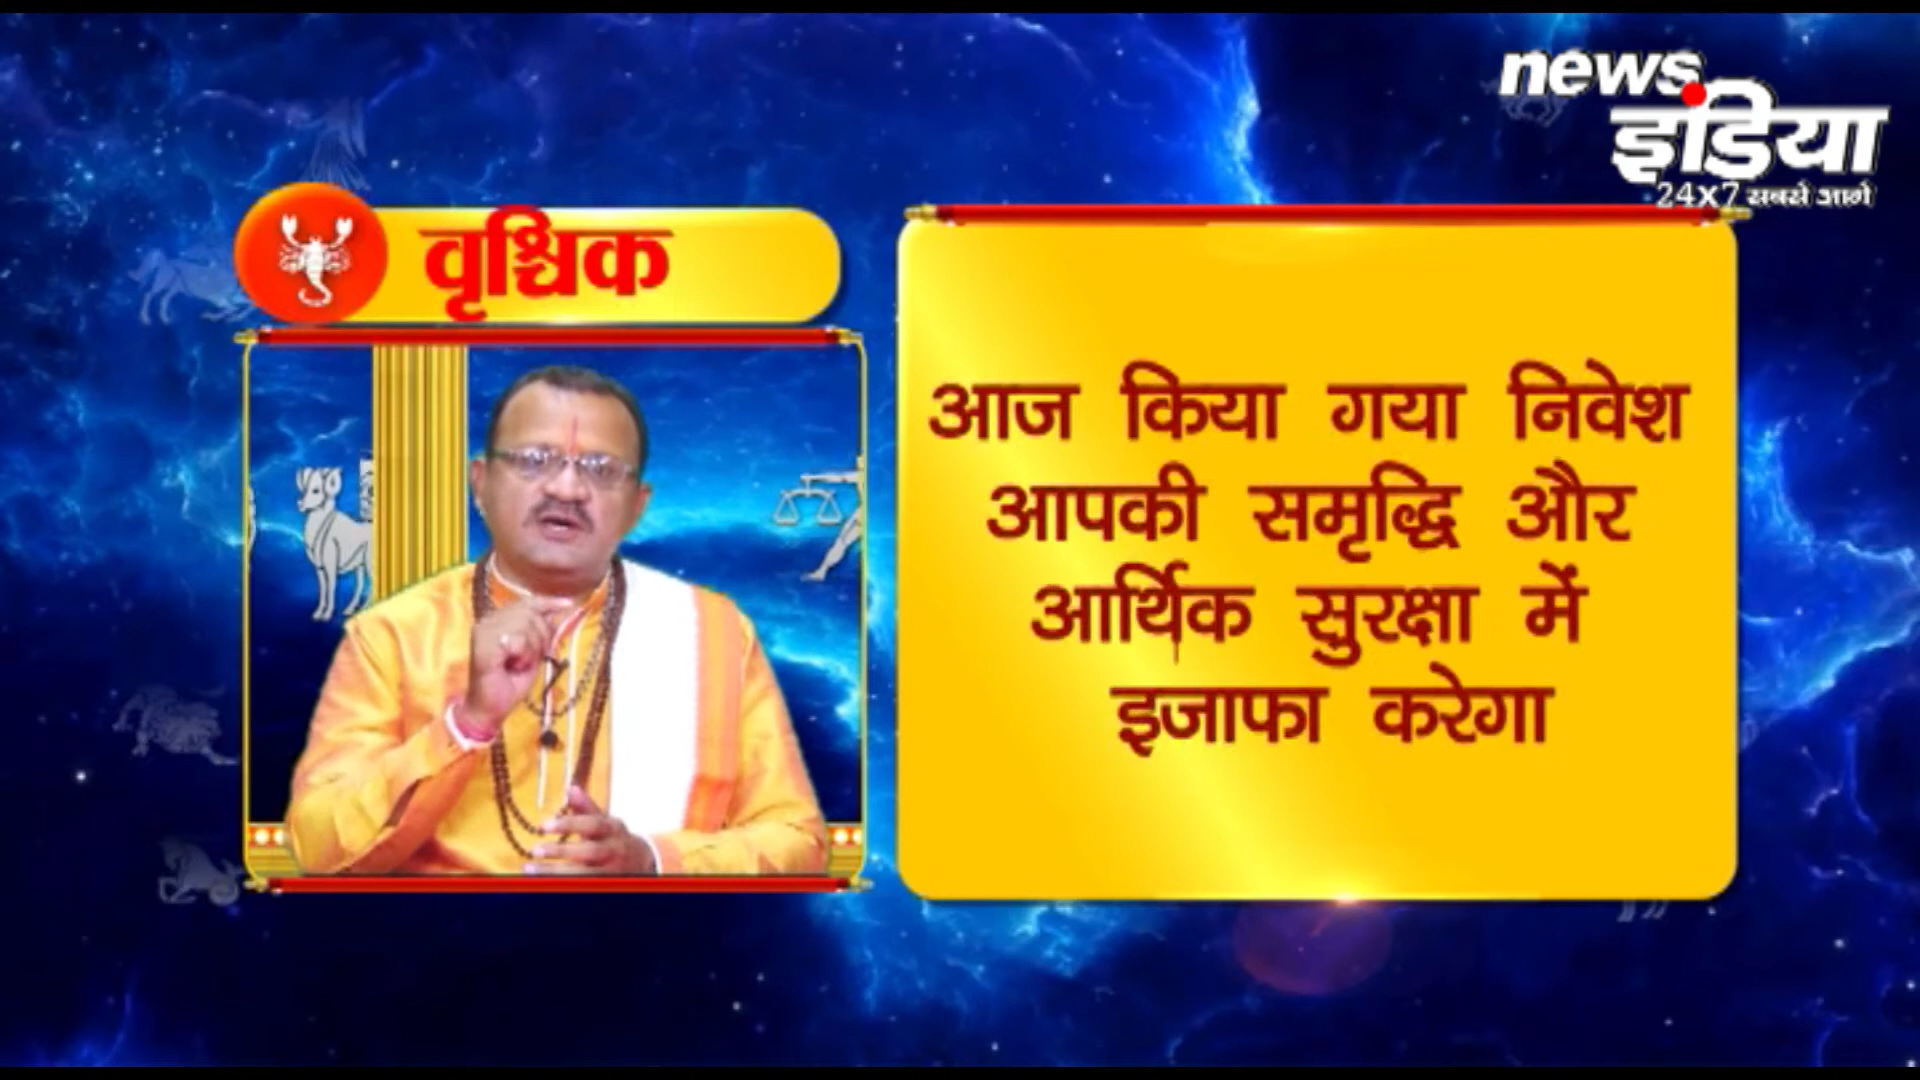 news
इंडिया
24x7 सबसे आगे
वृश्चिक
आज किया गया निवेश
आपकी समृद्धि और
आर्थिक सुरक्षा में
इजाफा करेगा